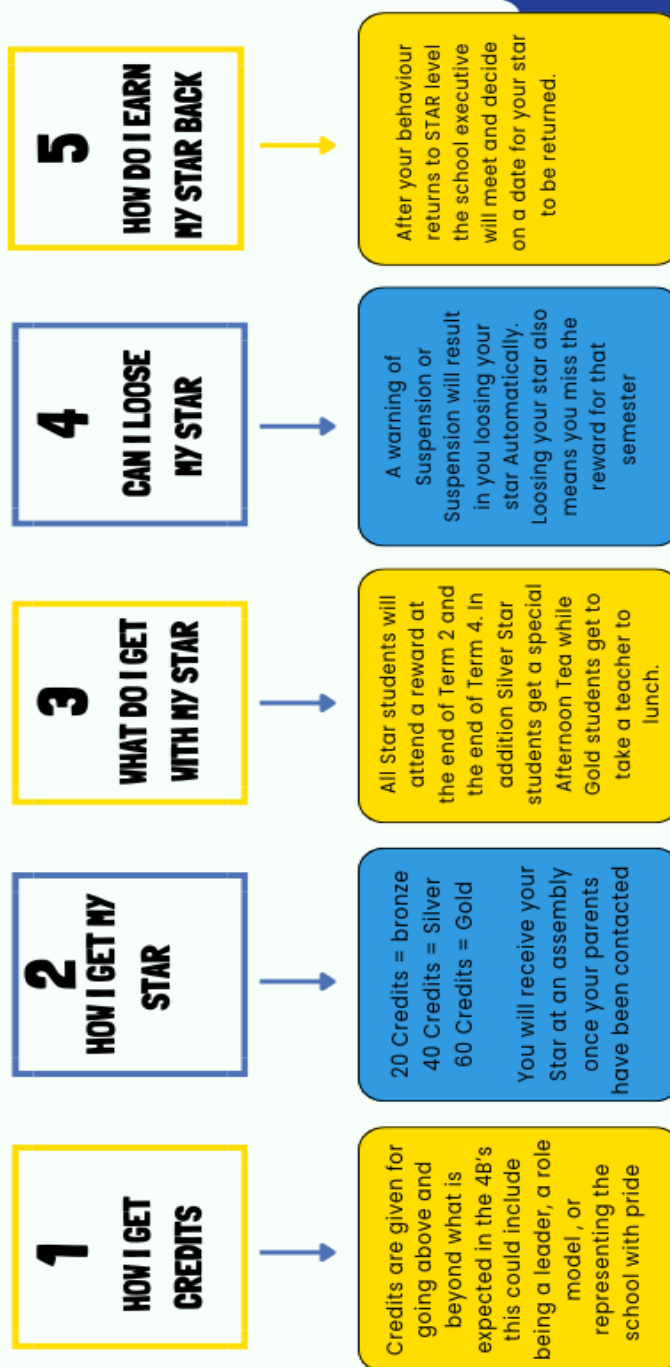 1
HOW I GET
CREDITS
Credits are given for
going above and
beyond what is
expected in the 4B's
this could include
being a leader, a role
model , or
representing the
school with pride
2
HOW I GET MY
STAR
20 Credits = bronze
40 Credits = Silver
60 Credits = Gold
You will receive your
Star at an assembly
once your parents
have been contacted
3
WHAT DO I GET
WITH MY STAR
All Star students will
attend a reward at
the end of Term 2 and
the end of Term 4. In
addition Silver Star
students get a special
Afternoon Tea while
Gold students get to
take a teacher to
lunch.
4
CAN I LOOSE
MY STAR
A warning of
Suspension or
Suspension will result
in you loosing your
star Automatically.
Loosing your star also
means you miss the
reward for that
semester
5
HOW DO I EARN
MY STAR BACK
After your behaviour
returns to STAR level
the school executive
will meet and decide
on a date for your star
to be returned.